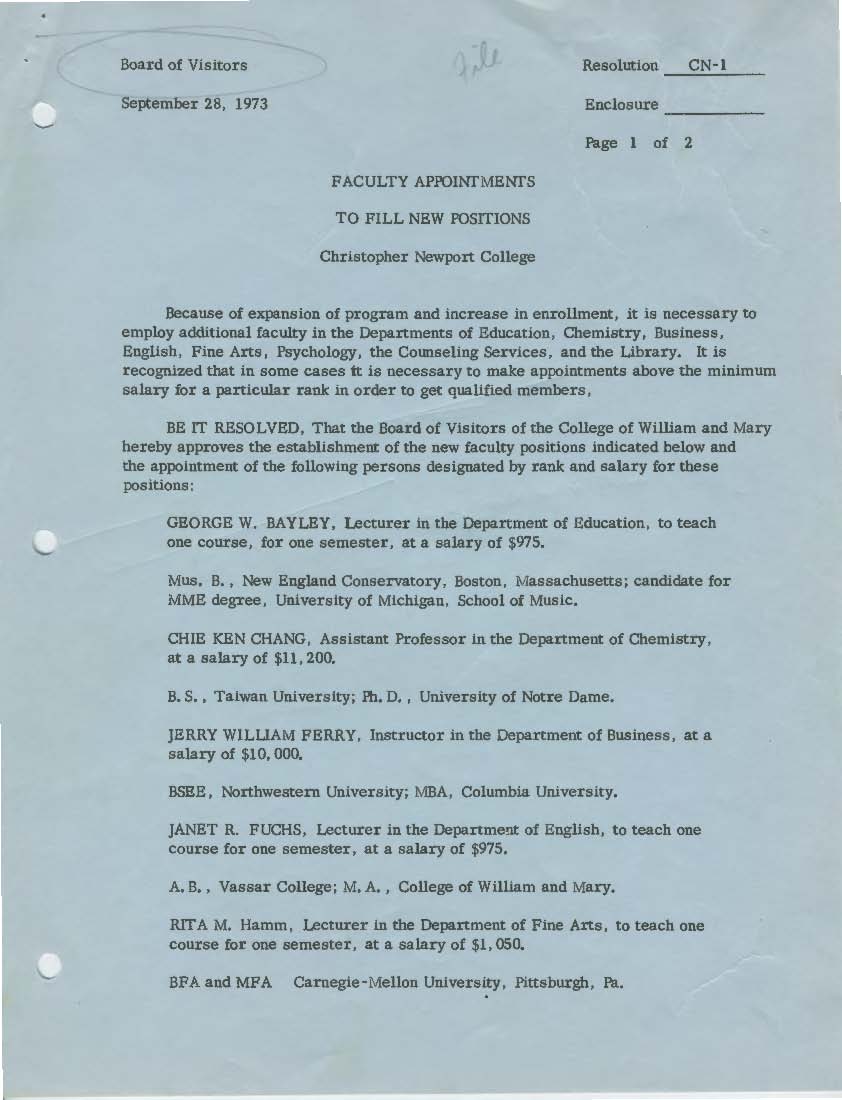 File
Board of Visitors
Resolution CN-1
September 28, 1973
Enclosure
Page 1 of 2
FACULTY APPOINTMENTS
TO FILL NEW POSITIONS
Christopher Newport College
Because of expansion of program and increase in enrollment, it is necessary to
employ additional faculty in the Departments of Education, Chemistry, Business,
English, Fine Arts, Psychology, the Counseling Services, and the Library. It is
recognized that in some cases it is necessary to make appointments above the minimum
salary for a particular rank in order to get qualified members,
BE IT RESOLVED, That the Board of Visitors of the College of William and Mary
hereby approves the establishment of the new faculty positions indicated below and
the appointment of the following persons designated by rank and salary for these
positions:
GEORGE W. BAYLEY, Lecturer in the Department of Education, to teach
one course, for one semester, at a salary of $975.
Mus. B., New England Conservatory, Boston, Massachusetts; candidate for
MME degree, University of Michigan, School of Music.
CHIE KEN CHANG, Assistant Professor in the Department of Chemistry,
at a salary of $11,200.
B.S., Taiwan University; Ph.D., University of Notre Dame.
JERRY WILLIAM FERRY, Instructor in the Department of Business, at a
salary of $10,000.
BSEE, Northwestern University; MBA, Columbia University.
JANET R. FUCHS, Lecturer in the Department of English, to teach one
course for one semester, at a salary of $975.
A.B., Vassar College; M.A., College of William and Mary.
RITA M. Hamm, Lecturer in the Department of Fine Arts, to teach one
course for one semester, at a salary of $1,050.
BFA and MFA Carnegie-Mellon University, Pittsburgh, Pa.